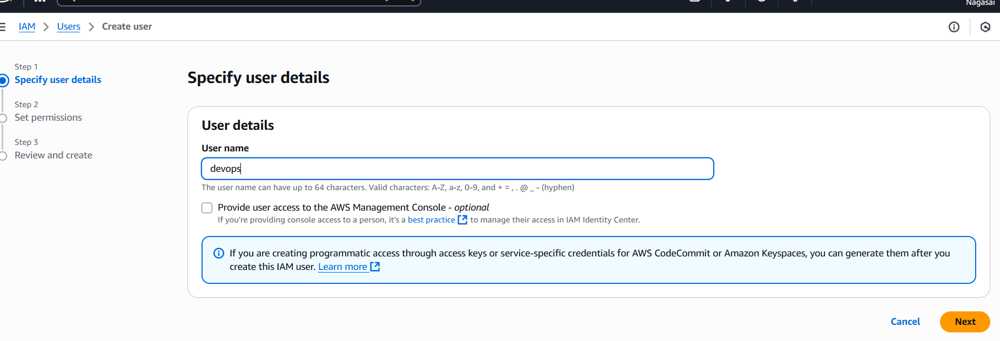 Nagasai
IAM > Users > Create user
Step 1
Specify user details
Step 2
Set permissions
Step 3
Review and create
Specify user details
User details
User name
devops
The user name can have up to 64 characters. Valid characters: A-Z, a-z, 0-9, and + = , . @ _ - (hyphen)
Provide user access to the AWS Management Console - optional
If you're providing console access to a person, it's a best practice to manage their access in IAM Identity Center.
If you are creating programmatic access through access keys or service-specific credentials for AWS CodeCommit or Amazon Keyspaces, you can generate them after you
create this IAM user. Learn more
Cancel
Next